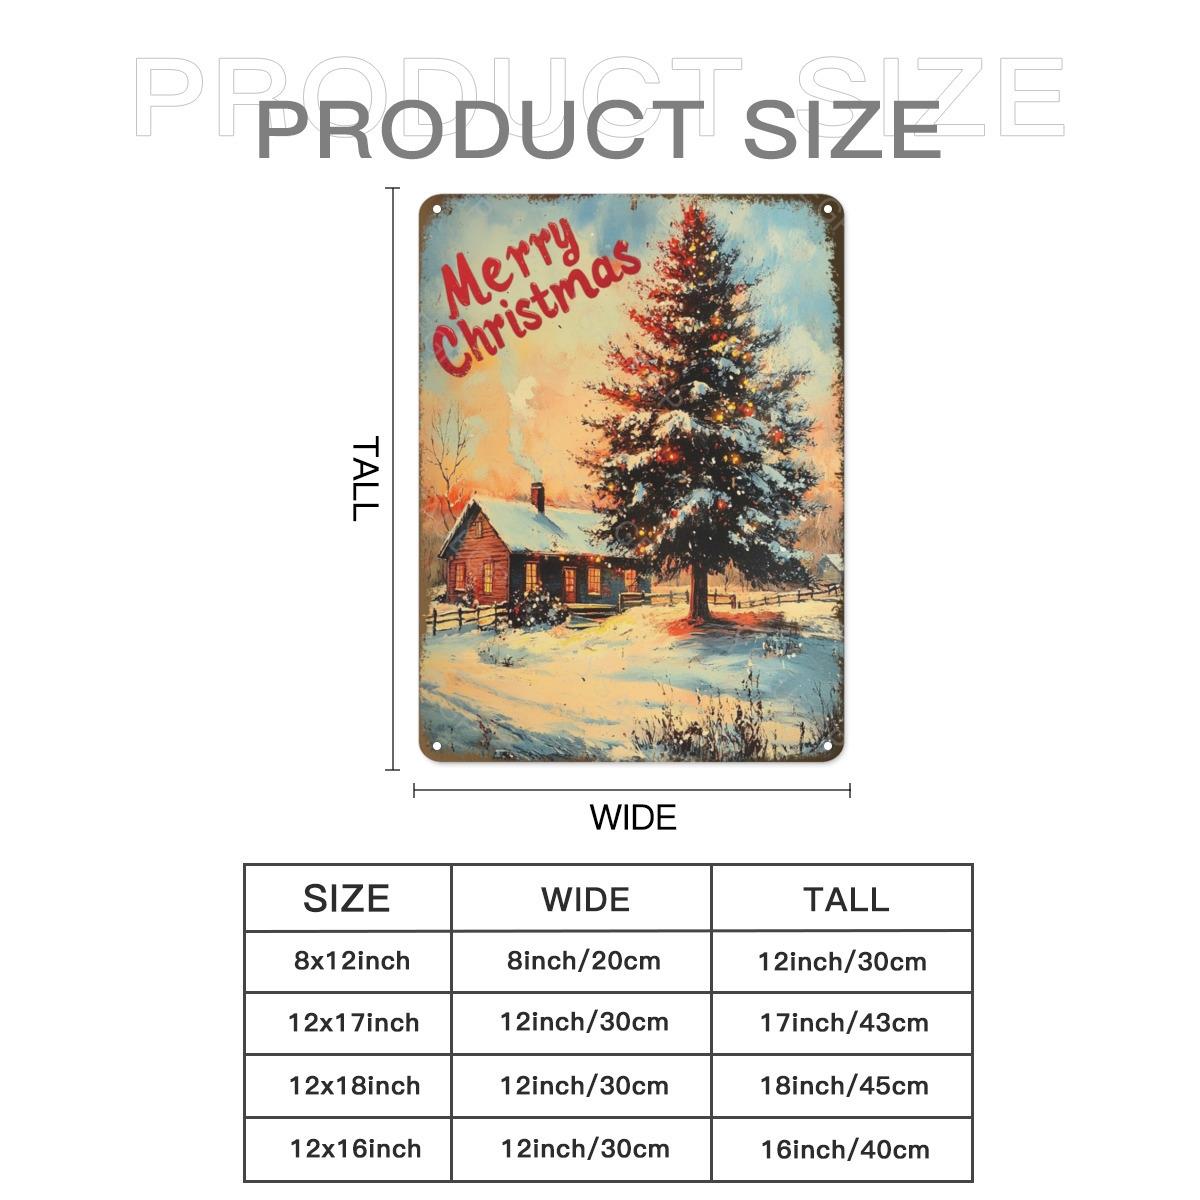 PRODUCT SIZE
PRODUCT SIZE
Merry
Christmas
TALL
WIDE
SIZE WIDE TALL
8x12inch 8inch/20cm 12inch/30cm
12x17inch 12inch/30cm 17inch/43cm
12x18inch 12inch/30cm 18inch/45cm
12x16inch 12inch/30cm 16inch/40cm